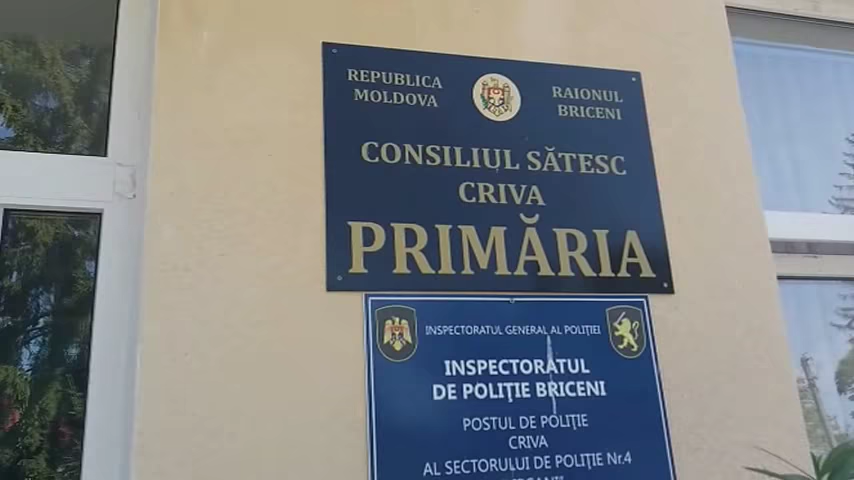 REPUBLICA
MOLDOVA
RAIONUL
BRICENI
CONSILIUL SĂTESC
CRIVA
PRIMĂRIA
INSPECTORATUL GENERAL AL POLIȚIEI
INSPECTORATUL
DE POLIȚIE BRICENI
POSTUL DE POLIȚIE
CRIVA
AL SECTORULUI DE POLIȚIE Nr.4